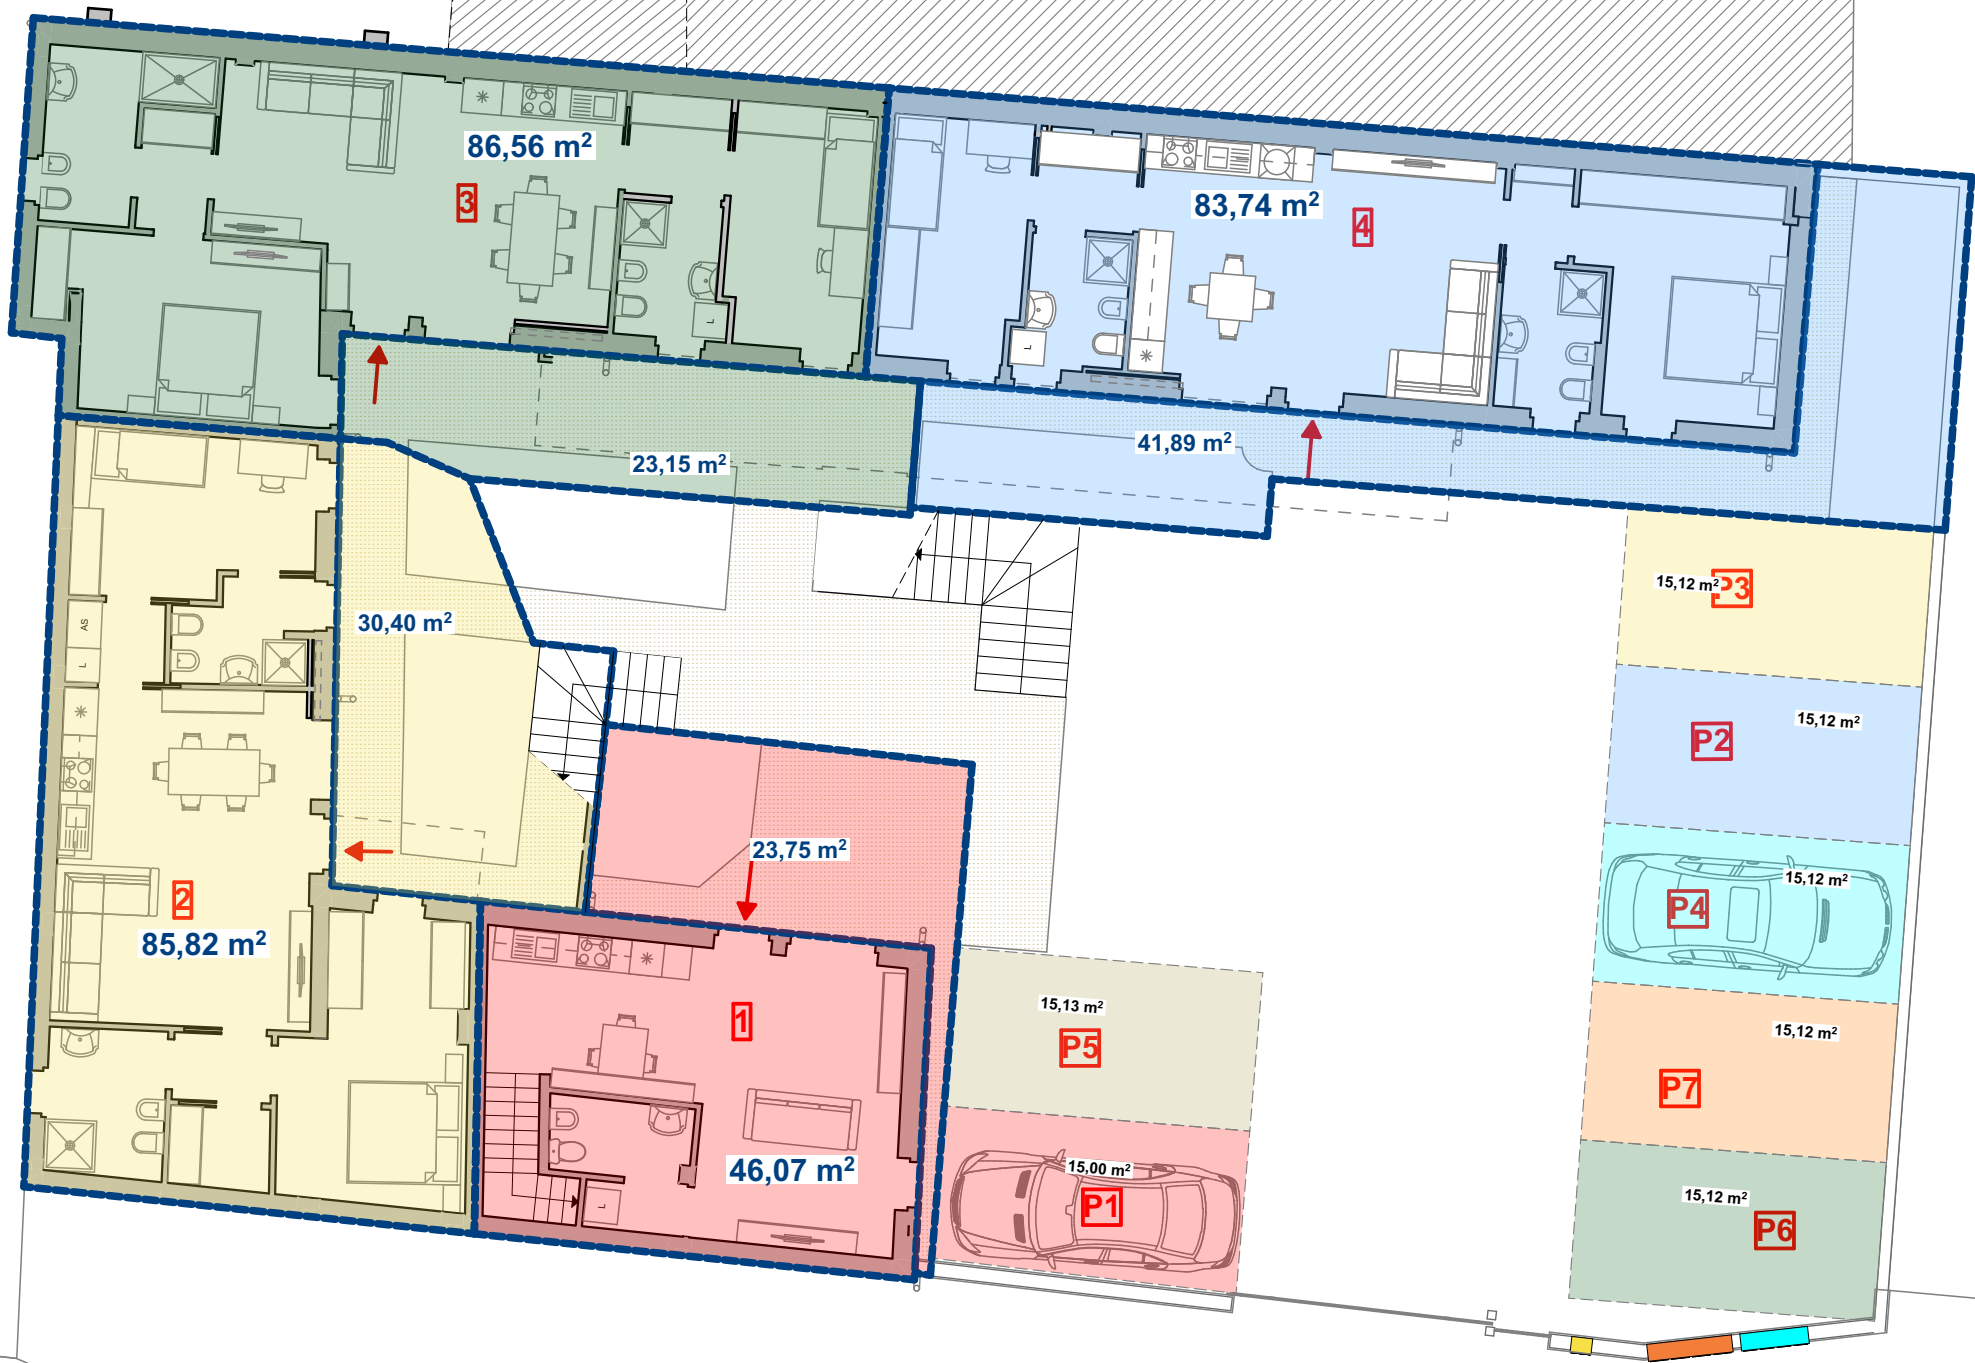 86,56 m²
3
83,74 m²
4
23,15 m²
41,89 m²
30,40 m²
AS
L
L
L
2
85,82 m²
23,75 m²
1
46,07 m²
L
15,12 m²
P3
15,12 m²
P2
15,12 m²
P4
15,13 m²
P5
15,12 m²
P7
15,00 m²
P1
15,12 m²
P6